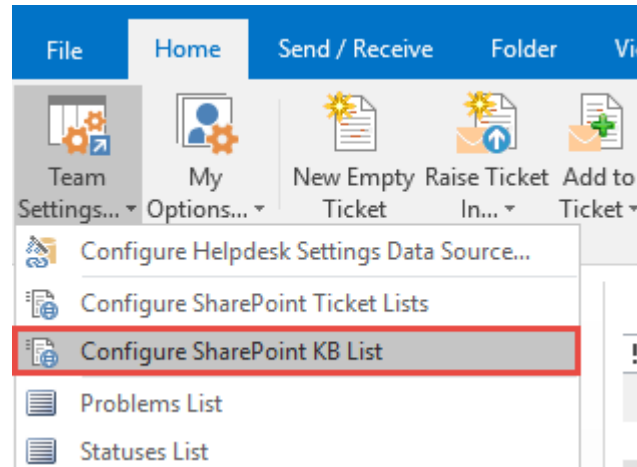 File Home Send / Receive Folder
Team My New Empty Raise Ticket Add to
Settings... Options... Ticket In... Ticket
Configure Helpdesk Settings Data Source...
Configure SharePoint Ticket Lists
Configure SharePoint KB List
Problems List
Statuses List